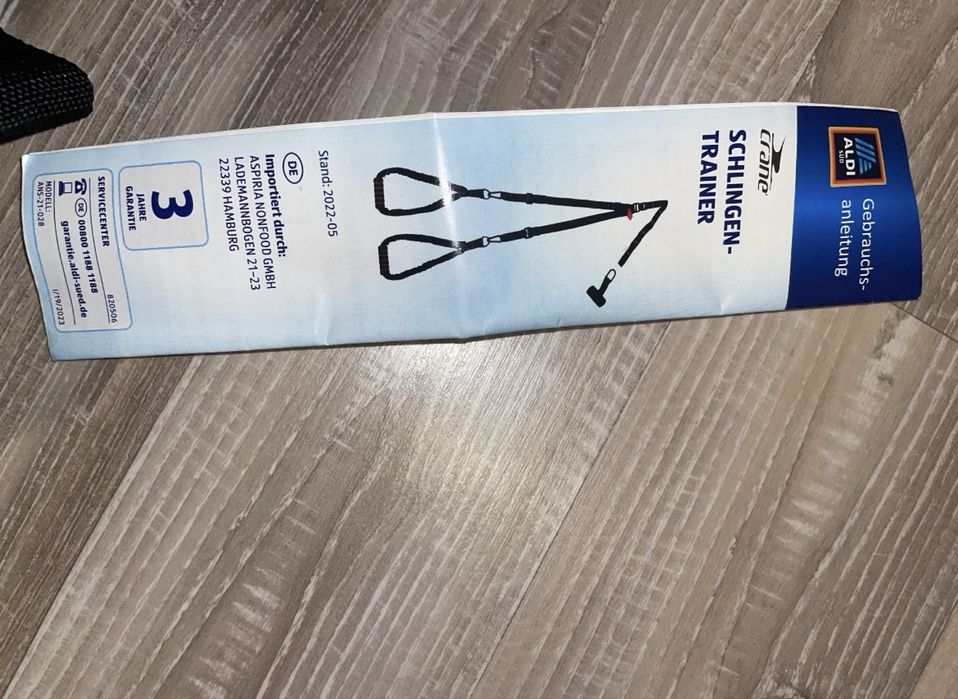 Gebrauchs-
anleitung
ALDI
SÜD
crane®
SCHLINGEN-
TRAINER
Stand: 2022-05
DE
Importiert durch:
ASPIRIA NONFOOD GMBH
LADEMANNBOGEN 21–23
22339 HAMBURG
3
JAHRE
GARANTIE
SERVICECENTER
820506
DE 00800 1188 1188
garantie.aldi-sued.de
MODELL:
ANS-21-028
I/19/2023